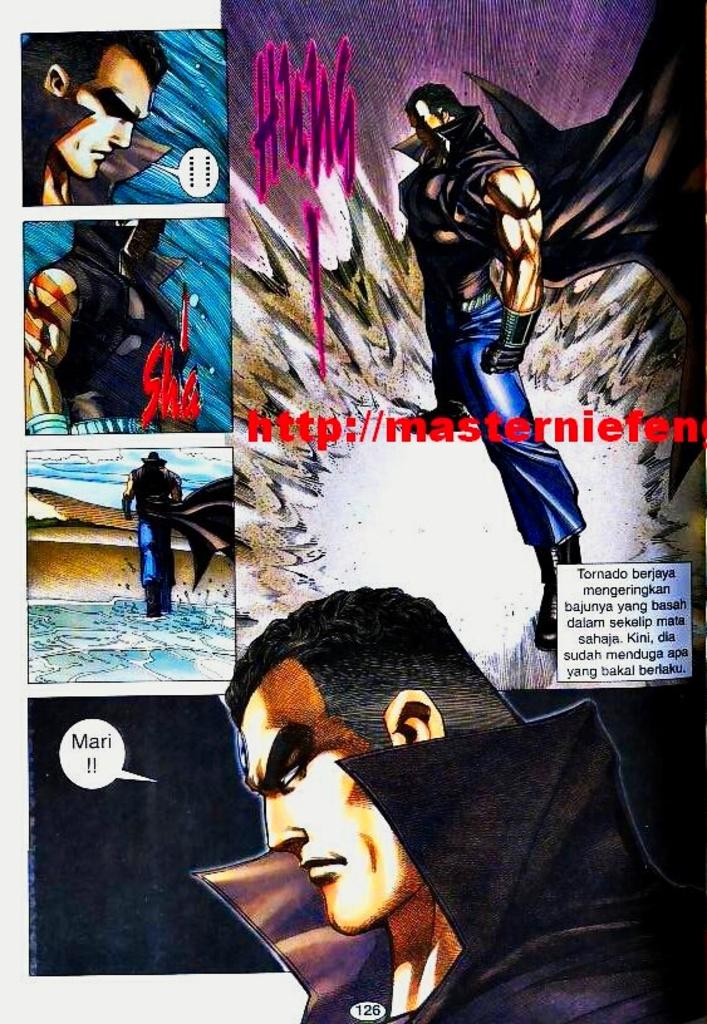 !!
Hung
!
!
Sha
http://masterniefeng
Tornado berjaya
mengeringkan
bajunya yang basah
dalam sekelip mata
sahaja. Kini, dia
sudah menduga apa
yang bakal berlaku.
Mari
!!
126